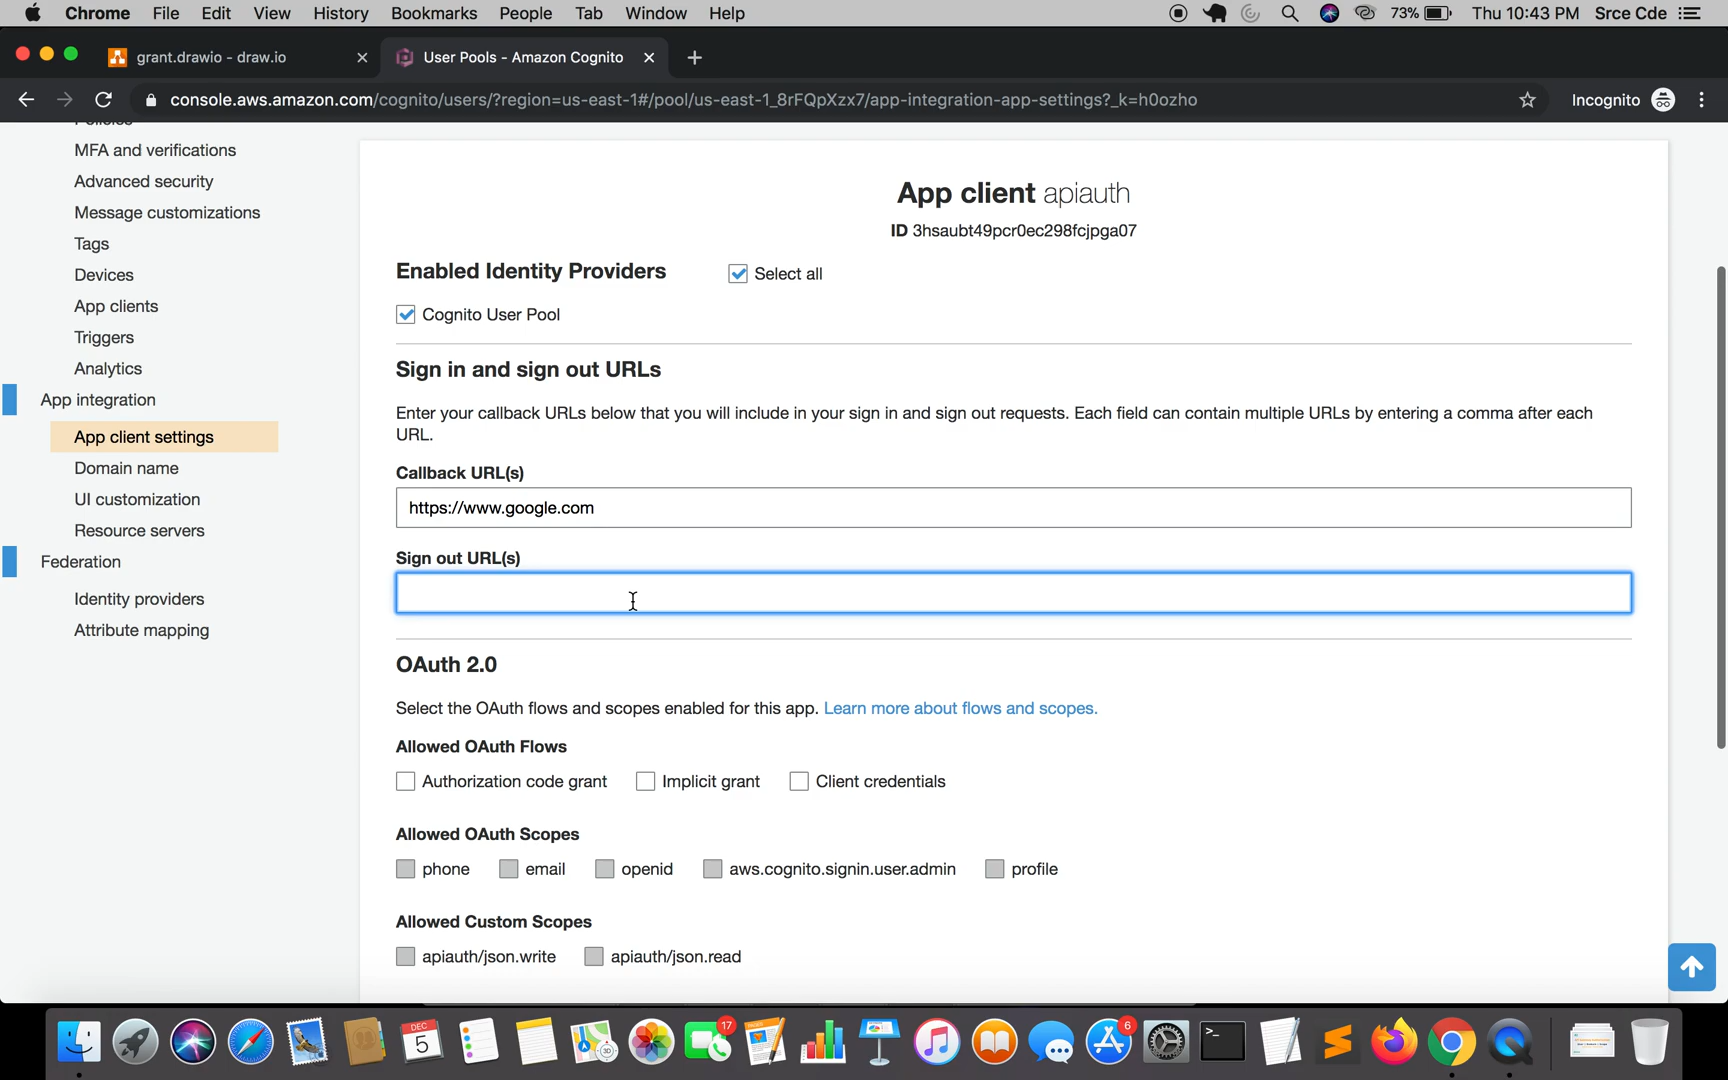 Chrome File Edit View History Bookmarks People Tab Window Help 73% Thu 10:43 PM Srce Cde
grant.drawio - draw.io User Pools - Amazon Cognito
console.aws.amazon.com/cognito/users/?region=us-east-1#/pool/us-east-1_8rFQpXzx7/app-integration-app-settings?_k=h0ozho Incognito
Policies
MFA and verifications
Advanced security
Message customizations
Tags
Devices
App clients
Triggers
Analytics
App integration
App client settings
Domain name
UI customization
Resource servers
Federation
Identity providers
Attribute mapping
App client apiauth
ID 3hsaubt49pcr0ec298fcjpga07
Enabled Identity Providers Select all
Cognito User Pool
Sign in and sign out URLs
Enter your callback URLs below that you will include in your sign in and sign out requests. Each field can contain multiple URLs by entering a comma after each
URL.
Callback URL(s)
https://www.google.com
Sign out URL(s)
OAuth 2.0
Select the OAuth flows and scopes enabled for this app. Learn more about flows and scopes.
Allowed OAuth Flows
Authorization code grant Implicit grant Client credentials
Allowed OAuth Scopes
phone email openid aws.cognito.signin.user.admin profile
Allowed Custom Scopes
apiauth/json.write apiauth/json.read
DEC
5
17
6